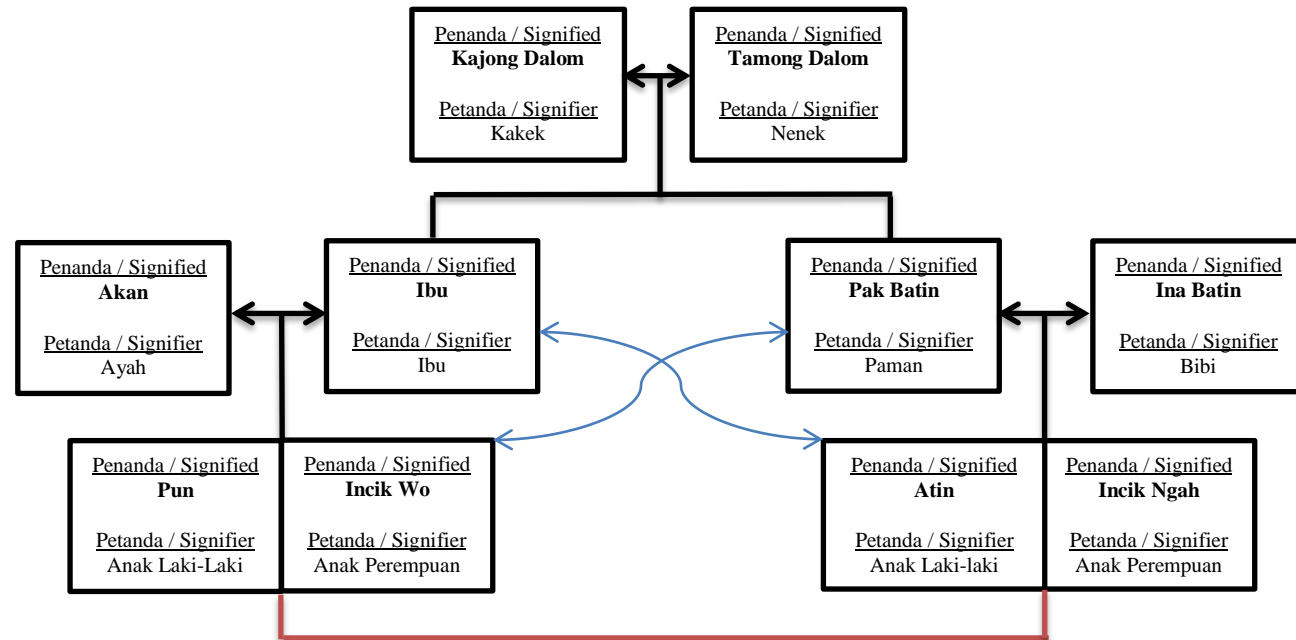 Penanda / Signified
Kajong Dalom
Petanda / Signifier
Kakek
Penanda / Signified
Tamong Dalom
Petanda / Signifier
Nenek
Penanda / Signified
Akan
Petanda / Signifier
Ayah
Penanda / Signified
Ibu
Petanda / Signifier
Ibu
Penanda / Signified
Pak Batin
Petanda / Signifier
Paman
Penanda / Signified
Ina Batin
Petanda / Signifier
Bibi
Penanda / Signified
Pun
Petanda / Signifier
Anak Laki-Laki
Penanda / Signified
Incik Wo
Petanda / Signifier
Anak Perempuan
Penanda / Signified
Atin
Petanda / Signifier
Anak Laki-laki
Penanda / Signified
Incik Ngah
Petanda / Signifier
Anak Perempuan